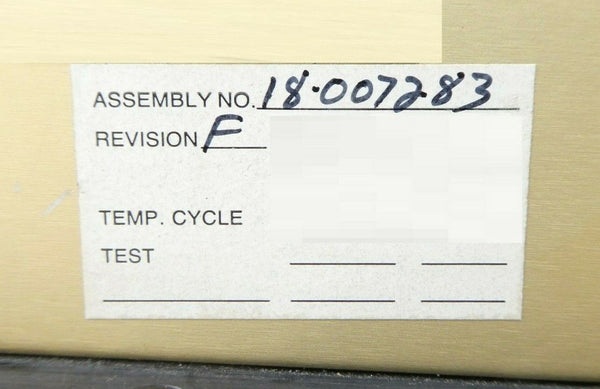 ASSEMBLY NO. 18-007283
REVISION F
TEMP. CYCLE
TEST